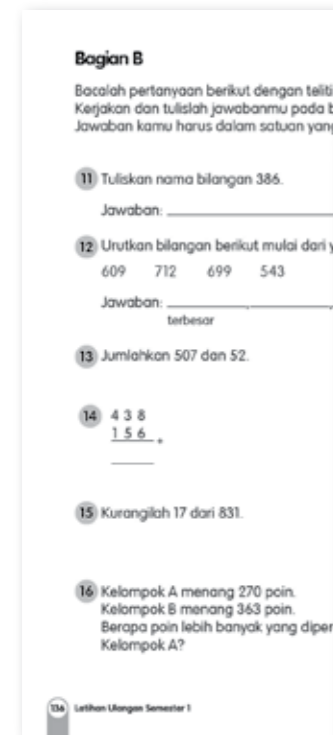 Bagian B
Bacalah pertanyaan berikut dengan teliti
Kerjakan dan tulislah jawabanmu pada
Jawaban kamu harus dalam satuan yang
11 Tuliskan nama bilangan 386.
Jawaban:
12 Urutkan bilangan berikut mulai dari
609 712 699 543
Jawaban:
terbesar
13 Jumlahkan 507 dan 52.
14 4 3 8
1 5 6 +
15 Kurangilah 17 dari 831.
16 Kelompok A menang 270 poin.
Kelompok B menang 363 poin.
Berapa poin lebih banyak yang diper
Kelompok A?
136 Latihan Ulangan Semester 1